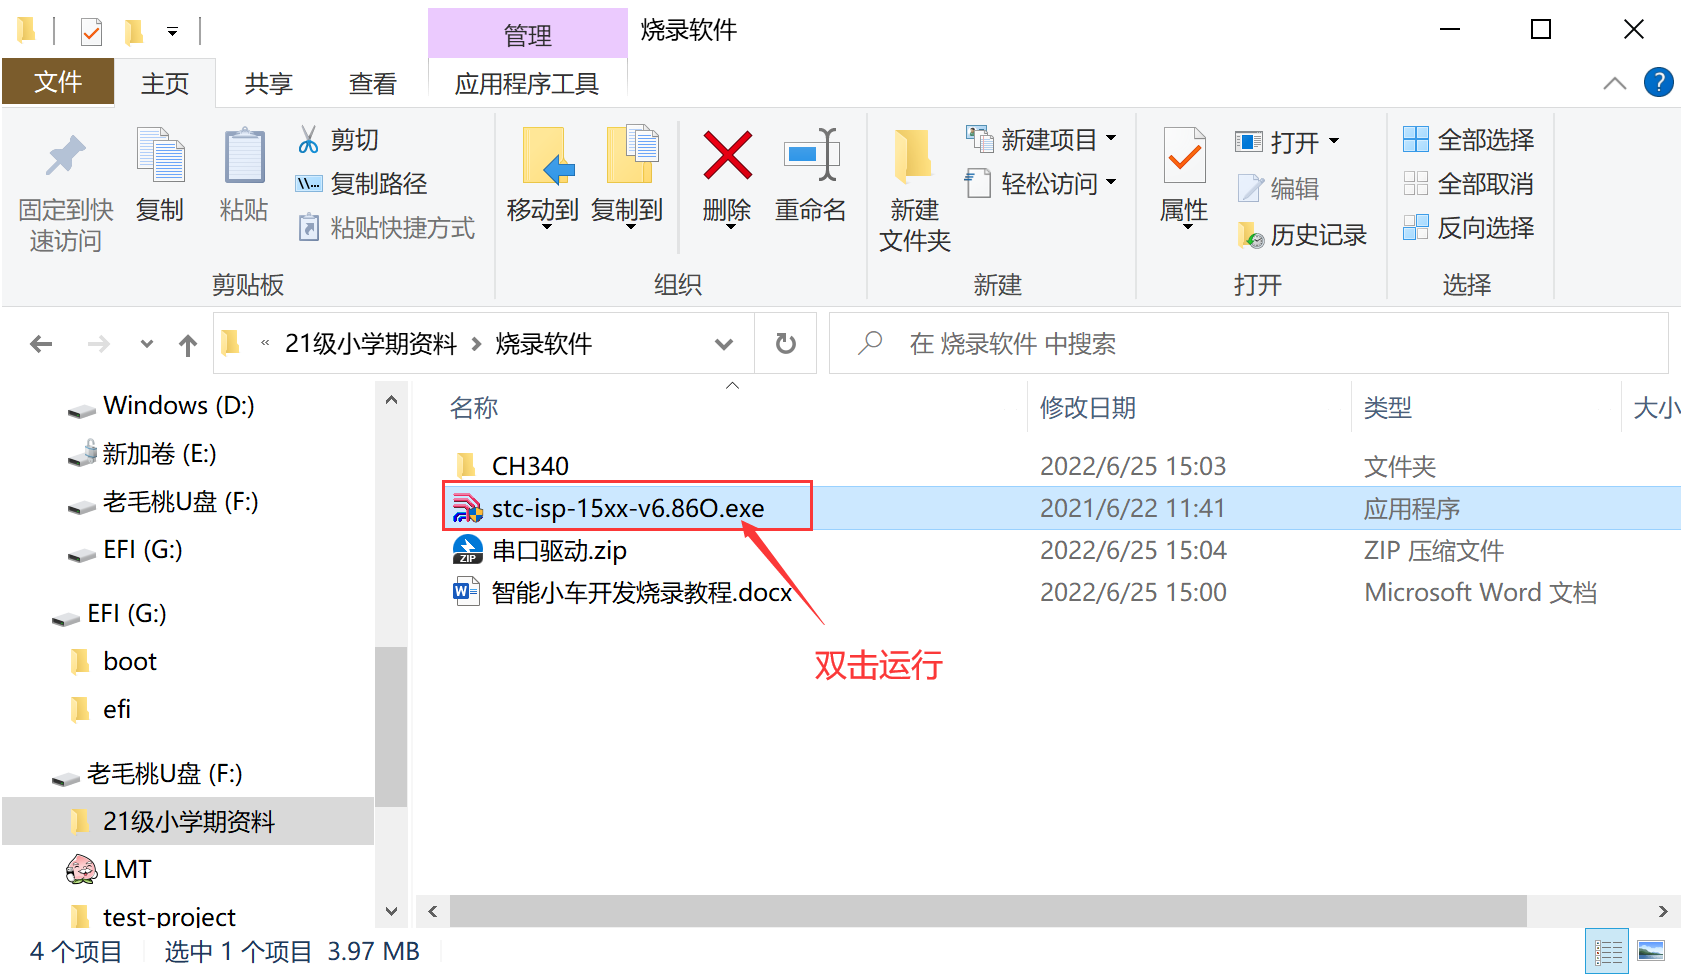 管理
烧录软件
文件
主页
共享
查看
应用程序工具
?
固定到快
速访问
复制
粘贴
剪切
复制路径
粘贴快捷方式
剪贴板
移动到
复制到
删除
重命名
组织
新建
文件夹
新建项目
轻松访问
新建
属性
打开
编辑
历史记录
打开
全部选择
全部取消
反向选择
选择
« 21级小学期资料 > 烧录软件
在 烧录软件 中搜索
Windows (D:)
新加卷 (E:)
老毛桃U盘 (F:)
EFI (G:)
EFI (G:)
boot
efi
老毛桃U盘 (F:)
21级小学期资料
LMT
test-project
名称 修改日期 类型 大小
CH340 2022/6/25 15:03 文件夹
stc-isp-15xx-v6.86O.exe 2021/6/22 11:41 应用程序
ZIP 串口驱动.zip 2022/6/25 15:04 ZIP 压缩文件
W 智能小车开发烧录教程.docx 2022/6/25 15:00 Microsoft Word 文档
双击运行
4 个项目 选中 1 个项目 3.97 MB